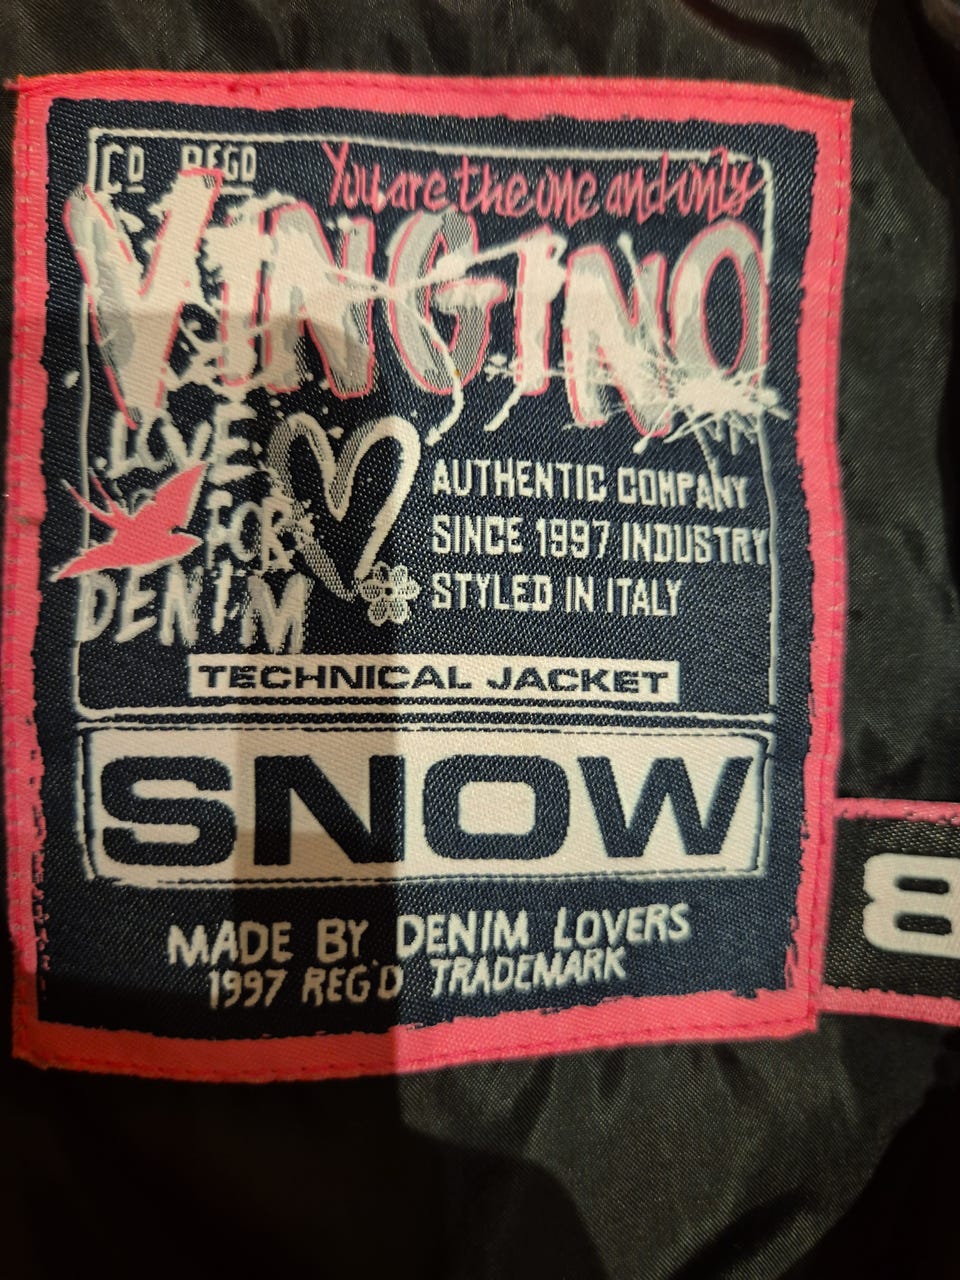 CO REGD
You are the one and only
VINGINO
LOVE
FOR
DENIM
AUTHENTIC COMPANY
SINCE 1997 INDUSTRY
STYLED IN ITALY
TECHNICAL JACKET
SNOW
MADE BY DENIM LOVERS
1997 REG'D TRADEMARK
8